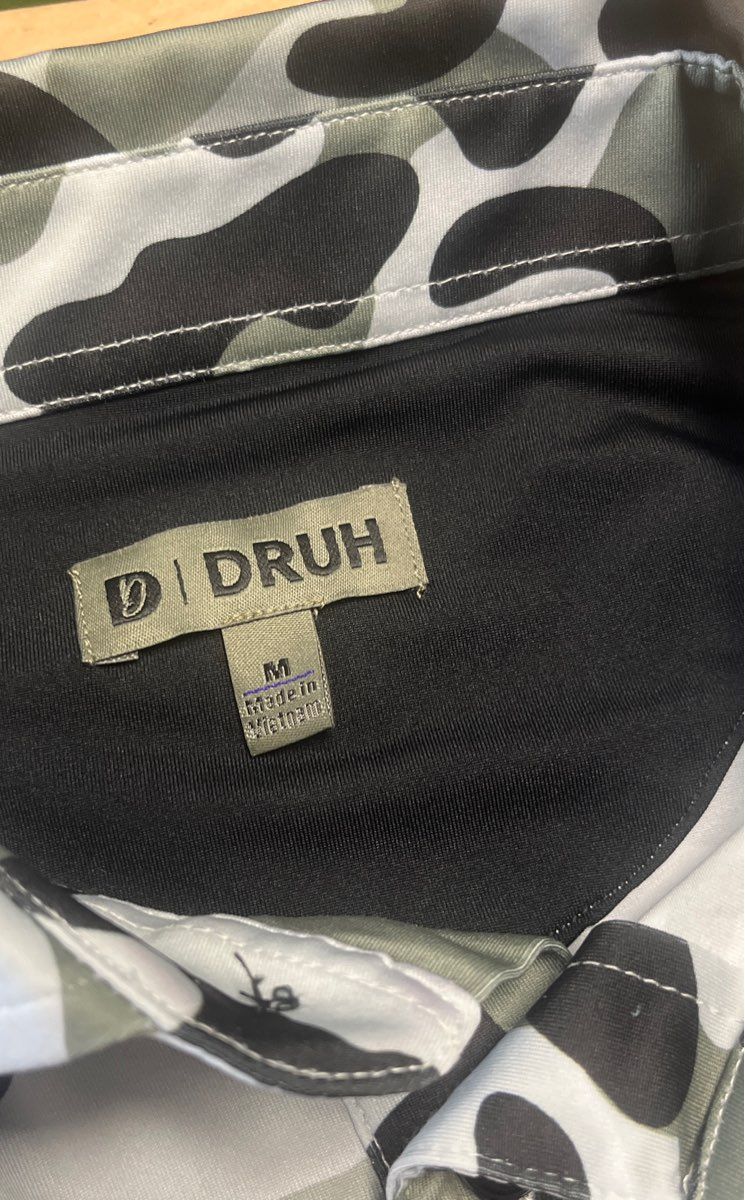 D | DRUH
M
Made in
Vietnam